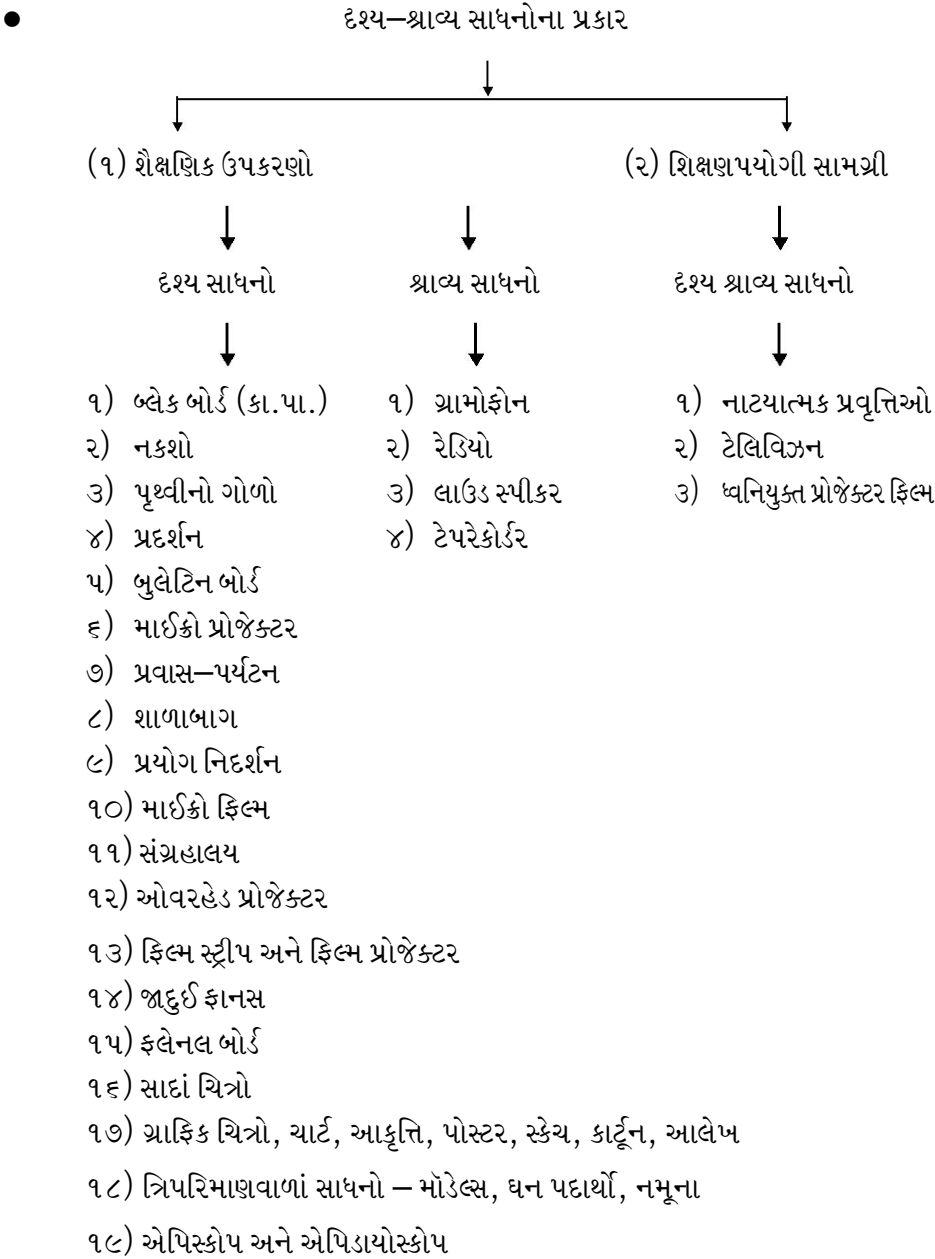 ● દૃશ્ય–શ્રાવ્ય સાધનોના પ્રકાર
(૧) શૈક્ષણિક ઉપકરણો (૨) શિક્ષણપયોગી સામગ્રી
દૃશ્ય સાધનો શ્રાવ્ય સાધનો દૃશ્ય શ્રાવ્ય સાધનો
૧) બ્લેક બોર્ડ (કા.પા.) ૧) ગ્રામોફોન ૧) નાટયાત્મક પ્રવૃત્તિઓ
૨) નકશો ૨) રેડિયો ૨) ટેલિવિઝન
૩) પૃથ્વીનો ગોળો ૩) લાઉડ સ્પીકર ૩) ધ્વનિયુક્ત પ્રોજેક્ટર ફિલ્મ
૪) પ્રદર્શન ૪) ટેપરેકોર્ડર
૫) બુલેટિન બોર્ડ
૬) માઈક્રો પ્રોજેક્ટર
૭) પ્રવાસ–પર્યટન
૮) શાળાબાગ
૯) પ્રયોગ નિદર્શન
૧૦) માઈક્રો ફિલ્મ
૧૧) સંગ્રહાલય
૧૨) ઓવરહેડ પ્રોજેક્ટર
૧૩) ફિલ્મ સ્ટ્રીપ અને ફિલ્મ પ્રોજેક્ટર
૧૪) જાદુઈ ફાનસ
૧૫) ફલેનલ બોર્ડ
૧૬) સાદાં ચિત્રો
૧૭) ગ્રાફિક ચિત્રો, ચાર્ટ, આકૃત્તિ, પોસ્ટર, સ્કેચ, કાર્ટૂન, આલેખ
૧૮) ત્રિપરિમાણવાળાં સાધનો – મૉડેલ્સ, ઘન પદાર્થો, નમૂના
૧૯) એપિસ્કોપ અને એપિડાયોસ્કોપ